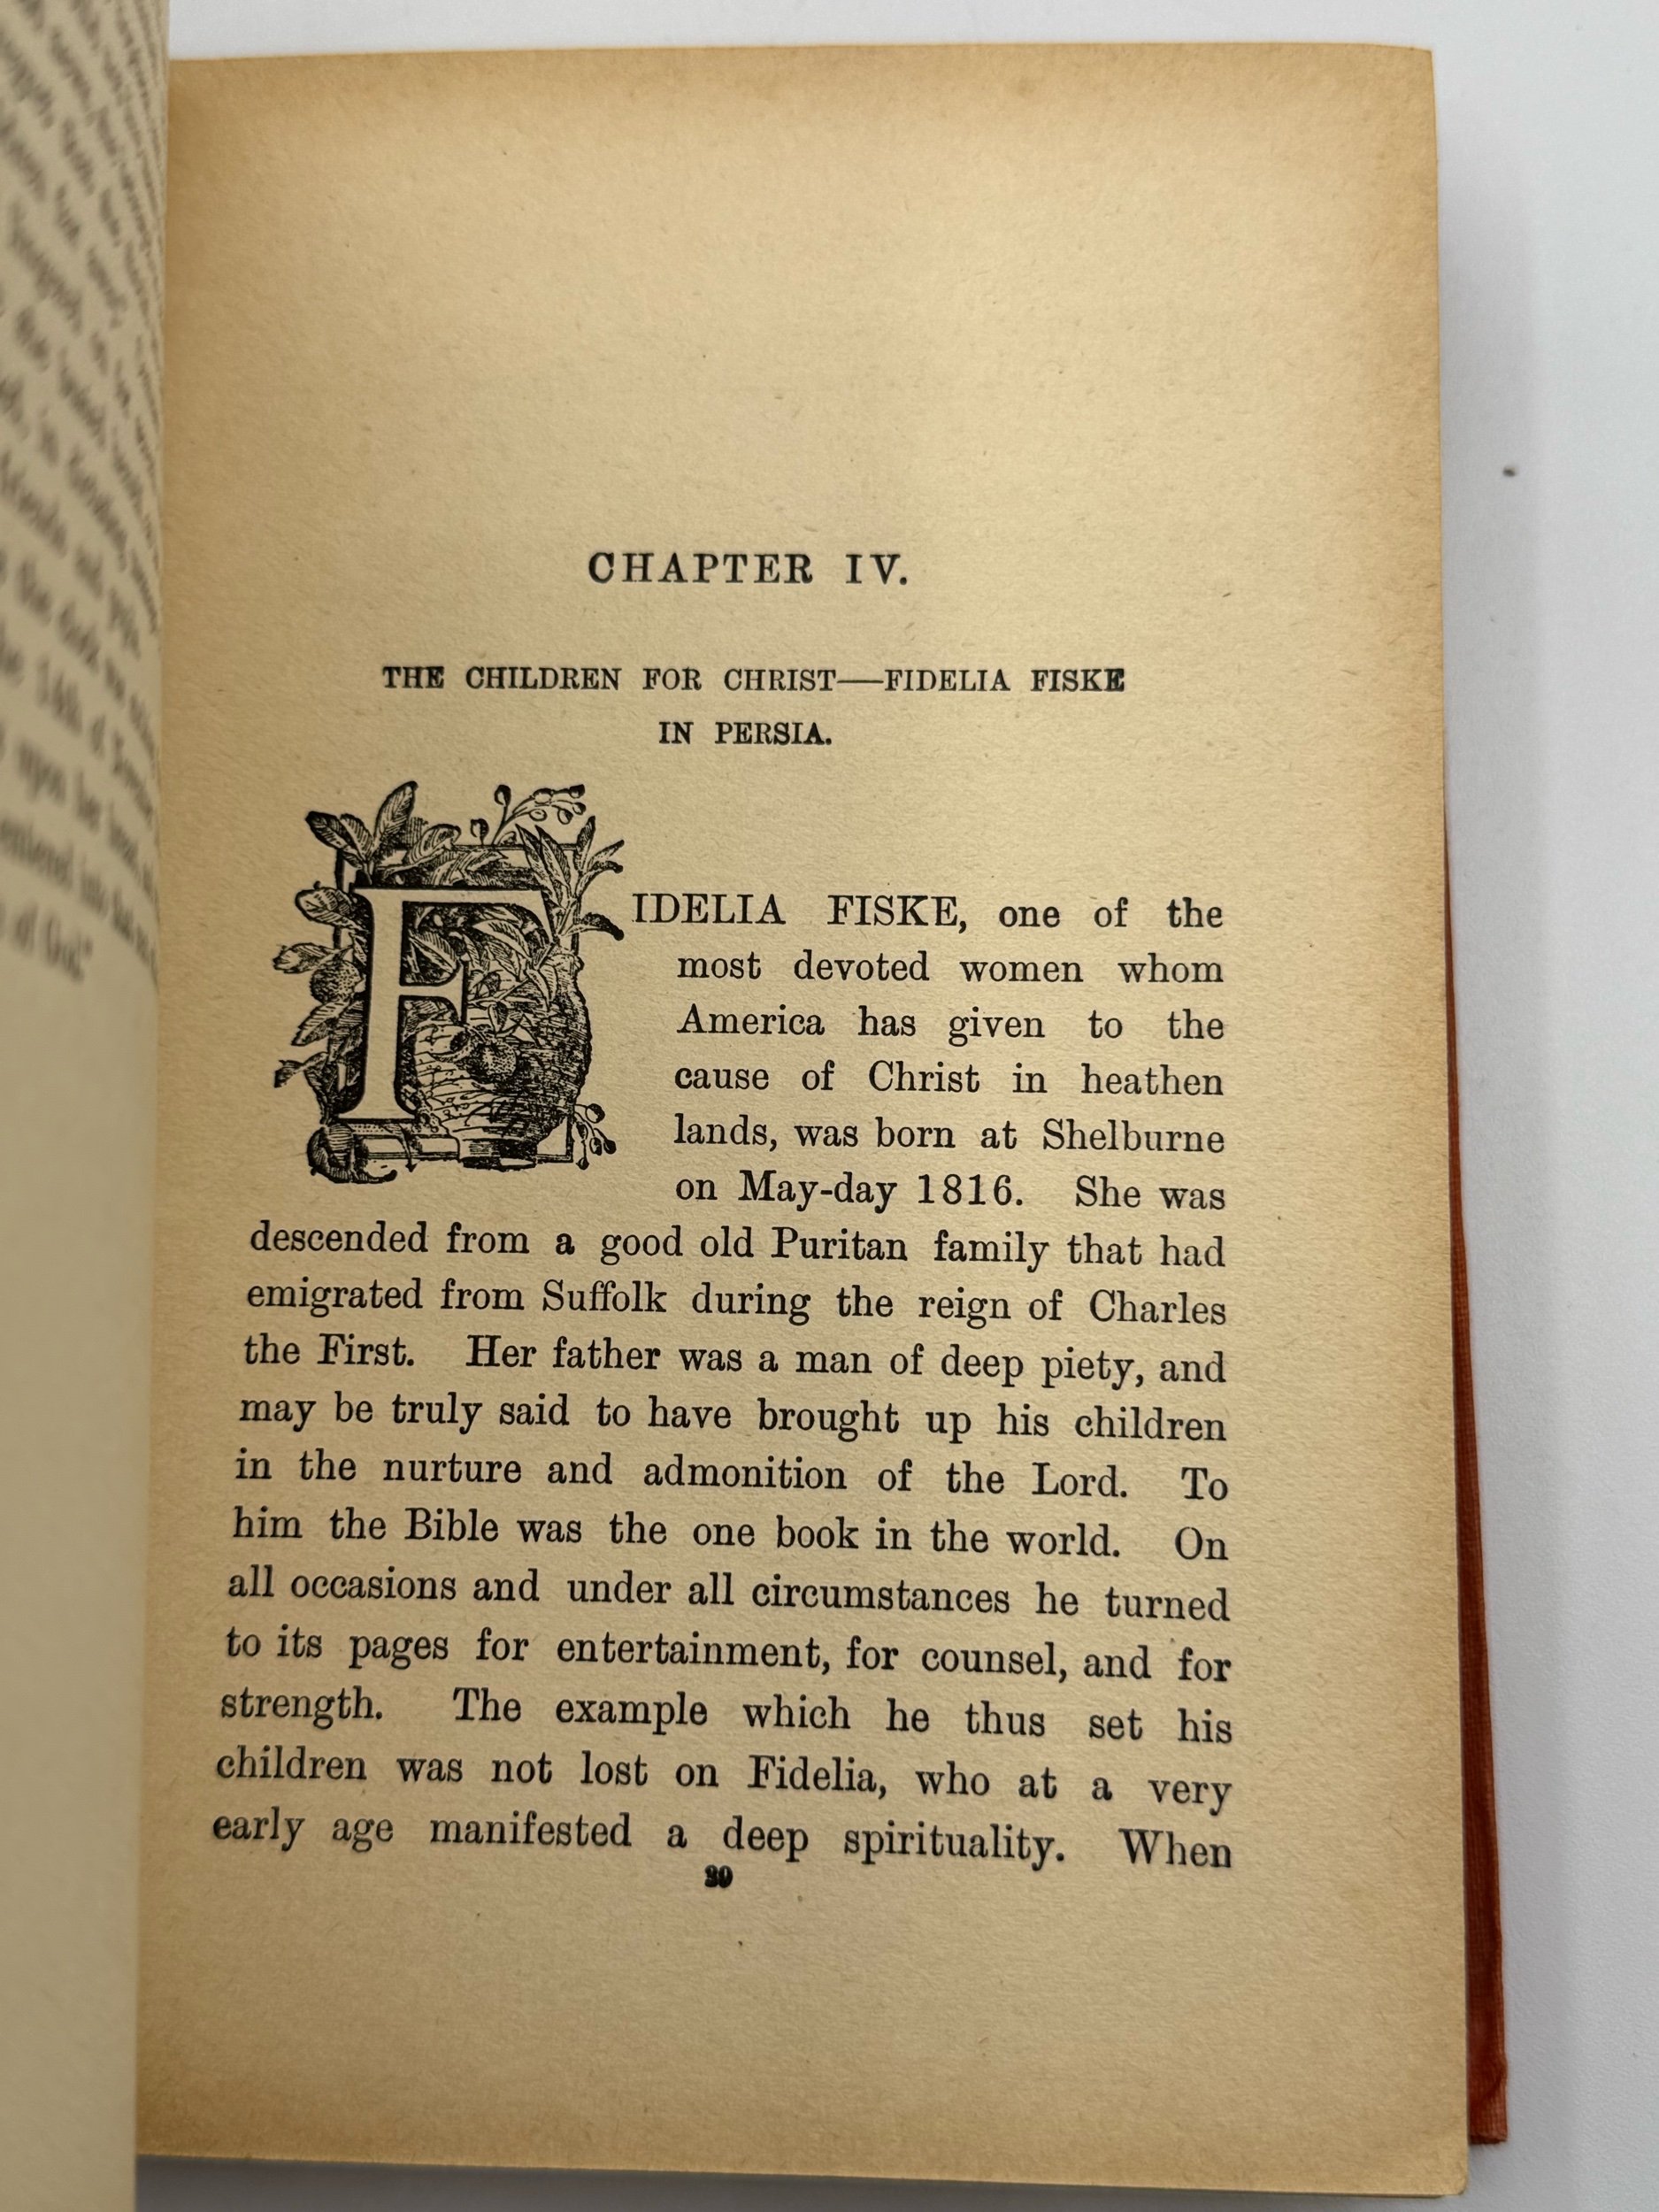 CHAPTER IV.
THE CHILDREN FOR CHRIST—FIDELIA FISKE
IN PERSIA.
FIDELIA FISKE, one of the
most devoted women whom
America has given to the
cause of Christ in heathen
lands, was born at Shelburne
on May-day 1816. She was
descended from a good old Puritan family that had
emigrated from Suffolk during the reign of Charles
the First. Her father was a man of deep piety, and
may be truly said to have brought up his children
in the nurture and admonition of the Lord. To
him the Bible was the one book in the world. On
all occasions and under all circumstances he turned
to its pages for entertainment, for counsel, and for
strength. The example which he thus set his
children was not lost on Fidelia, who at a very
early age manifested a deep spirituality. When